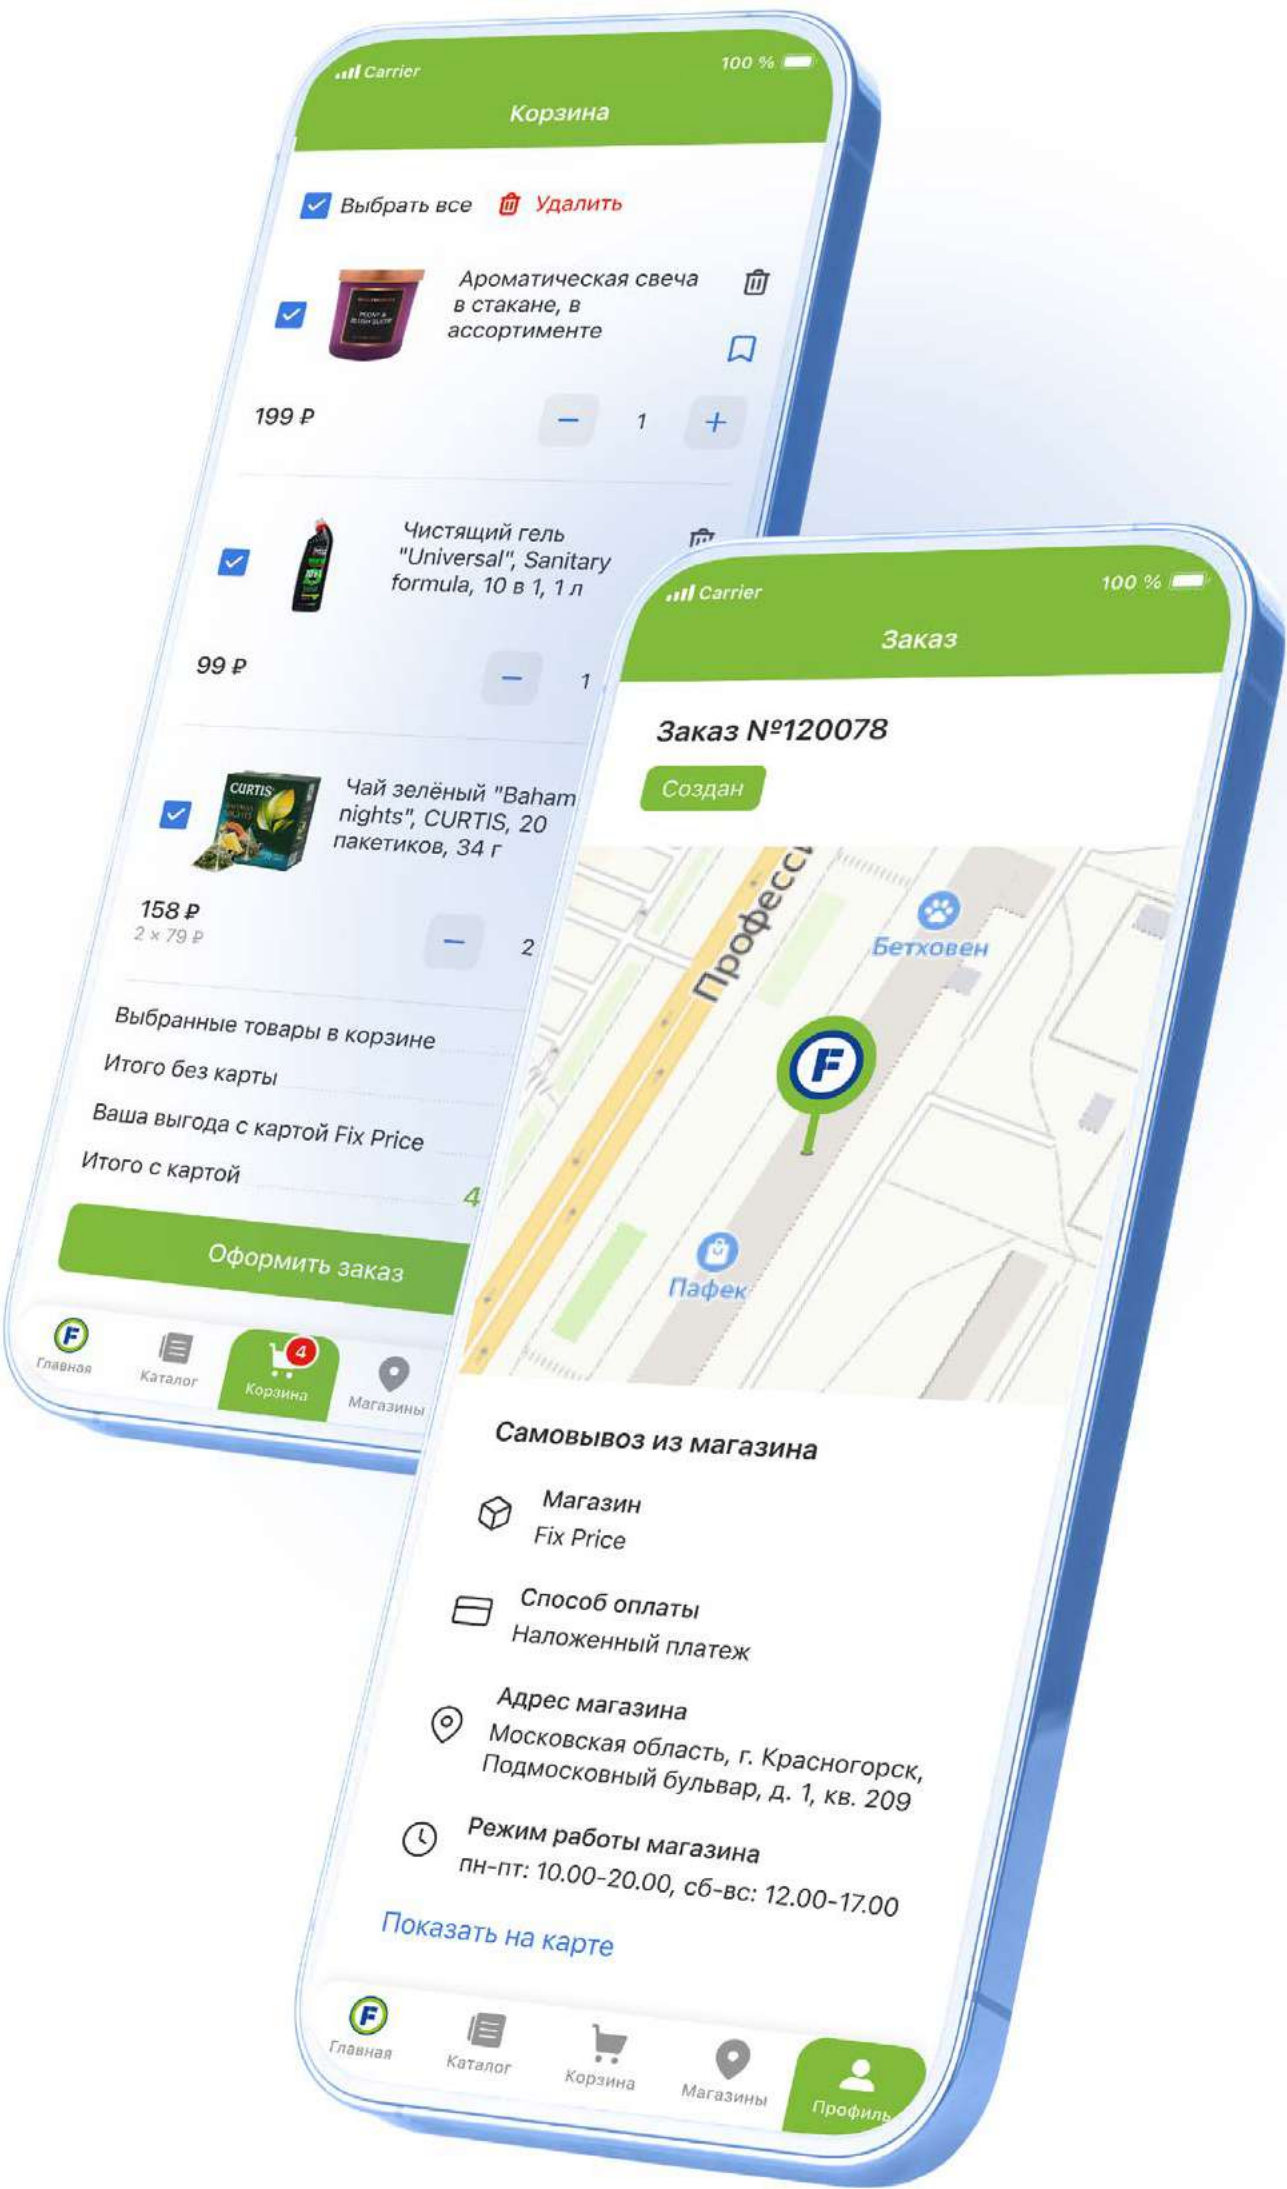 Carrier
100 %
Корзина
Выбрать все
Удалить
Ароматическая свеча
в стакане, в
ассортименте
199 ₽
1
Чистящий гель
"Universal", Sanitary
formula, 10 в 1, 1 л
99 ₽
1
CURTIS
Чай зелёный "Baham
nights", CURTIS, 20
пакетиков, 34 г
158 ₽
2 × 79 ₽
2
Выбранные товары в корзине
Итого без карты
Ваша выгода с картой Fix Price
Итого с картой
4
Оформить заказ
F
4
Главная
Каталог
Корзина
Магазины
Carrier
100 %
Заказ
Заказ №120078
Создан
Професси
Бетховен
F
Пафек
Самовывоз из магазина
Магазин
Fix Price
Способ оплаты
Наложенный платеж
Адрес магазина
Московская область, г. Красногорск,
Подмосковный бульвар, д. 1, кв. 209
Режим работы магазина
пн-пт: 10.00-20.00, сб-вс: 12.00-17.00
Показать на карте
F
Главная
Каталог
Корзина
Магазины
Профиль